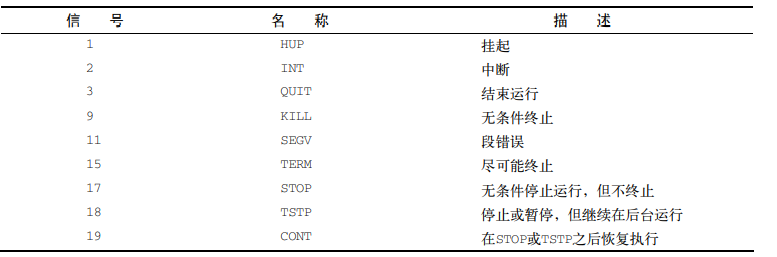 信 号 名 称 描 述
1 HUP 挂起
2 INT 中断
3 QUIT 结束运行
9 KILL 无条件终止
11 SEGV 段错误
15 TERM 尽可能终止
17 STOP 无条件停止运行，但不终止
18 TSTP 停止或暂停，但继续在后台运行
19 CONT 在STOP或TSTP之后恢复执行